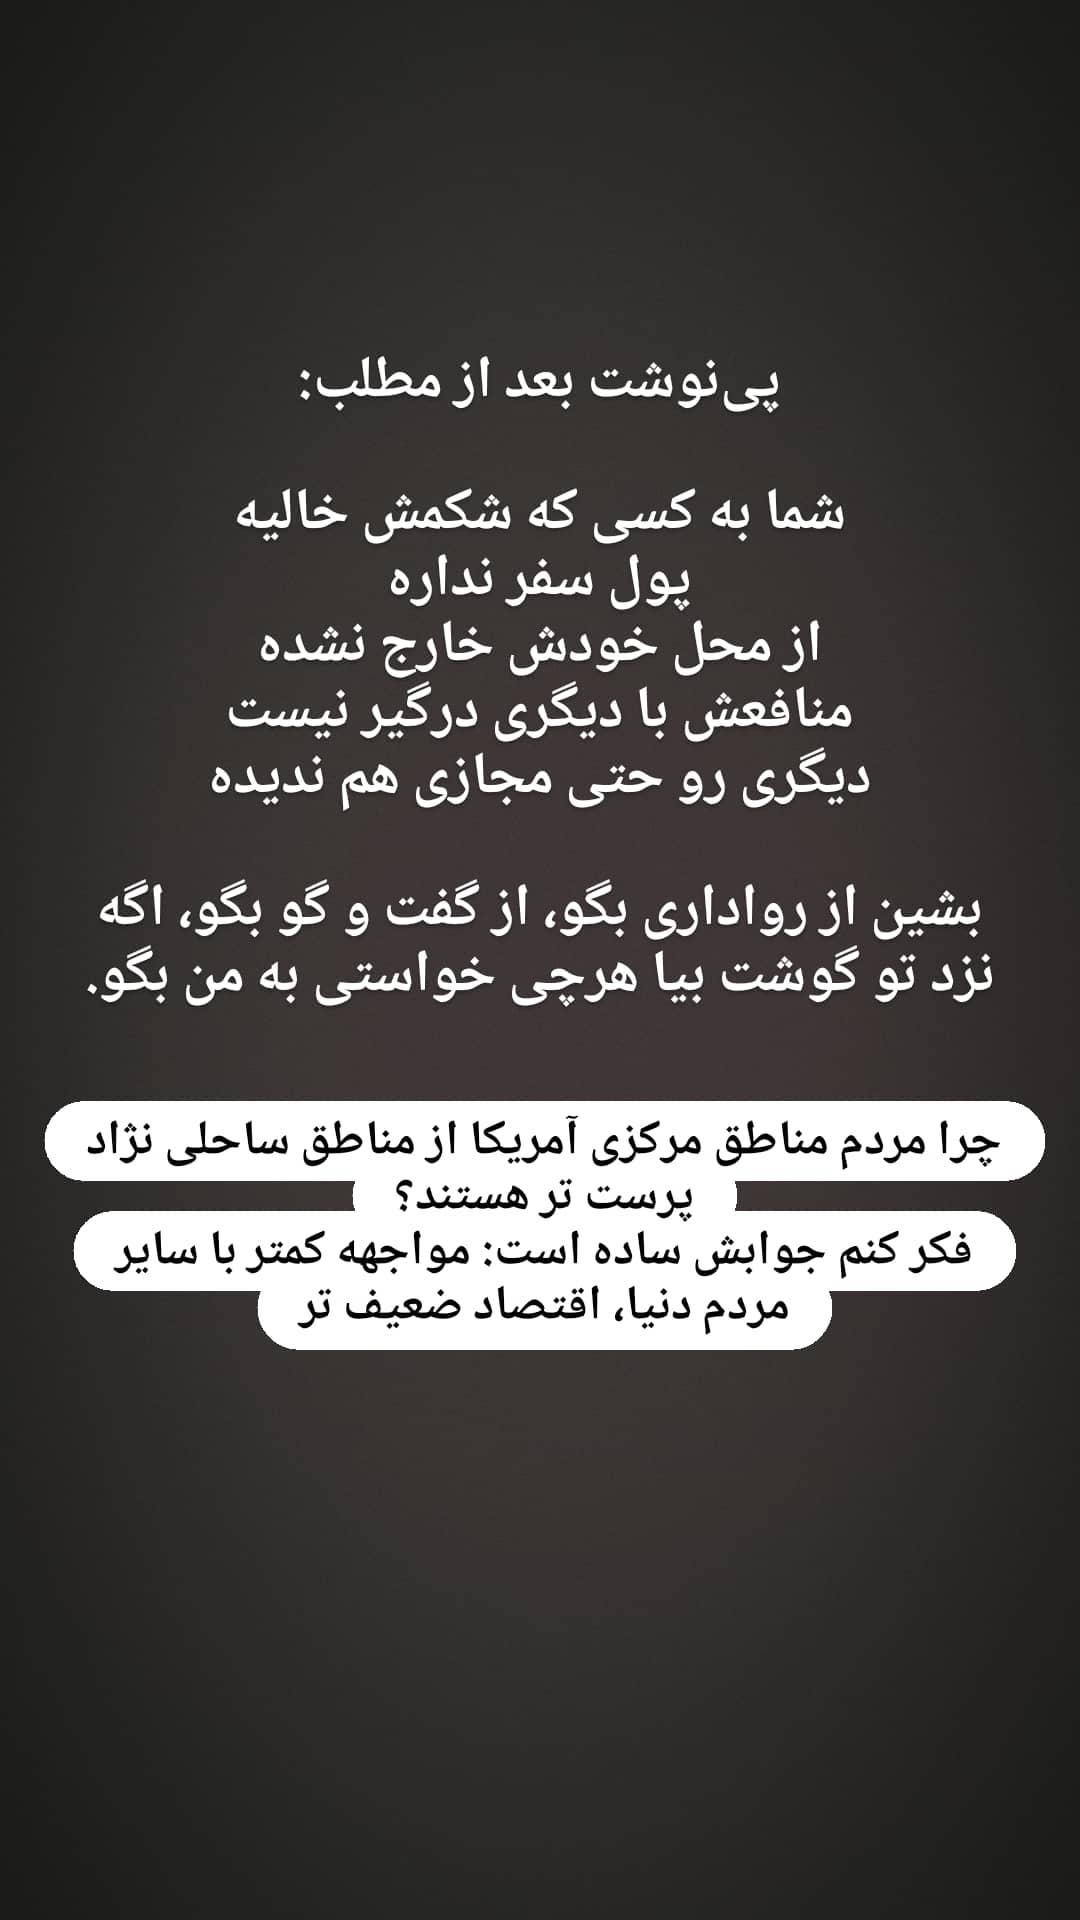 پی‌نوشت بعد از مطلب:
شما به کسی که شکمش خالیه
پول سفر نداره
از محل خودش خارج نشده
منافعش با دیگری درگیر نیست
دیگری رو حتی مجازی هم ندیده
بشین از رواداری بگو، از گفت و گو بگو، اگه
نزد تو گوشت بیا هرچی خواستی به من بگو.
چرا مردم مناطق مرکزی آمریکا از مناطق ساحلی نژاد
پرست تر هستند؟
فکر کنم جوابش ساده است: مواجهه کمتر با سایر
مردم دنیا، اقتصاد ضعیف تر